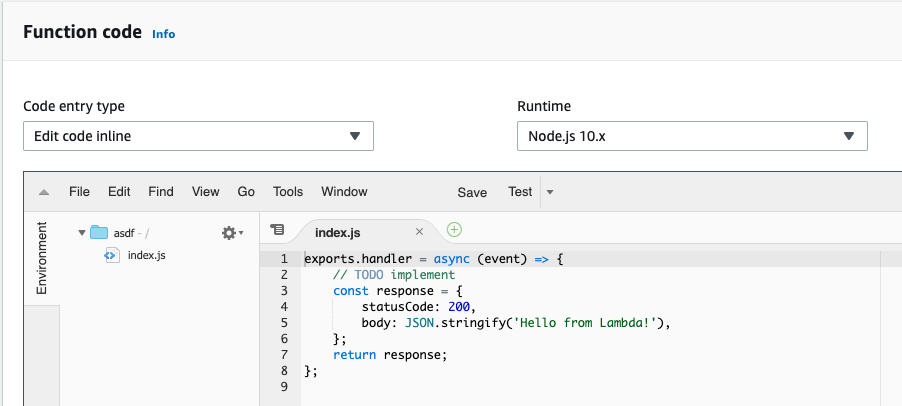 Function code Info
Code entry type
Runtime
Edit code inline
Node.js 10.x
File Edit Find View Go Tools Window Save Test
Environment
asdf - /
index.js
index.js
1 exports.handler = async (event) => {
2     // TODO implement
3     const response = {
4         statusCode: 200,
5         body: JSON.stringify('Hello from Lambda!'),
6     };
7     return response;
8 };
9